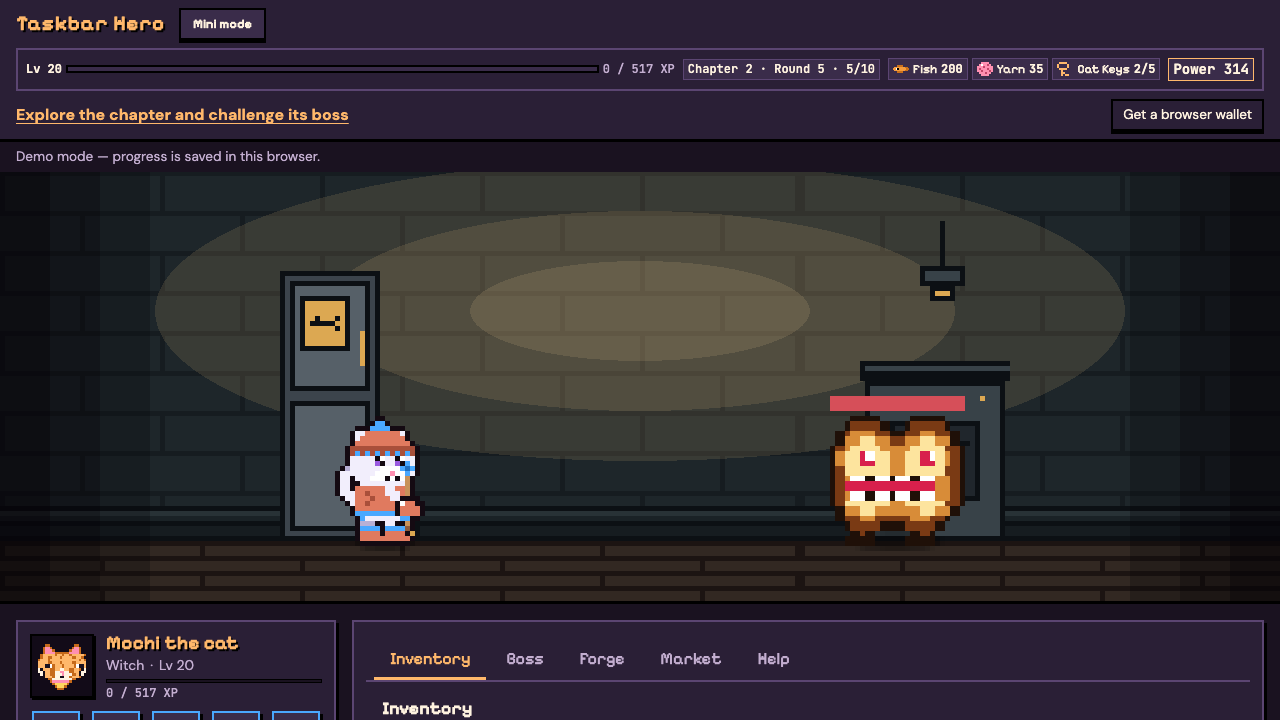 Taskbar Hero
Mini mode
Lv 20
0 / 517 XP
Chapter 2 · Round 5 · 5/10
Fish 200
Yarn 35
Oat Keys 2/5
Power 314
Explore the chapter and challenge its boss
Get a browser wallet
Demo mode — progress is saved in this browser.
Mochi the cat
Witch · Lv 20
0 / 517 XP
Inventory
Boss
Forge
Market
Help
Inventory